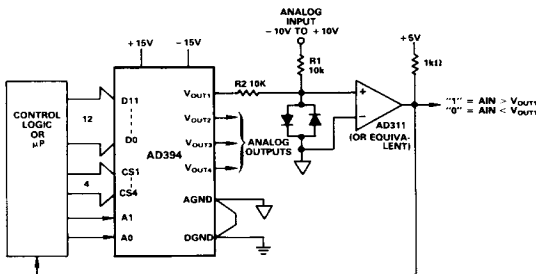 ANALOG
INPUT
−10V TO +10V
+15V
−15V
+5V
R1
10k
1kΩ
R2 10K
CONTROL
LOGIC
OR
µP
12
D11
D0
4
CS1
CS4
A1
A0
AD394
VOUT1
VOUT2
VOUT3
VOUT4
ANALOG
OUTPUTS
AGND
DGND
+
−
AD311
(OR EQUIVA-
LENT)
"1" = AIN > VOUT1
"0" = AIN < VOUT1